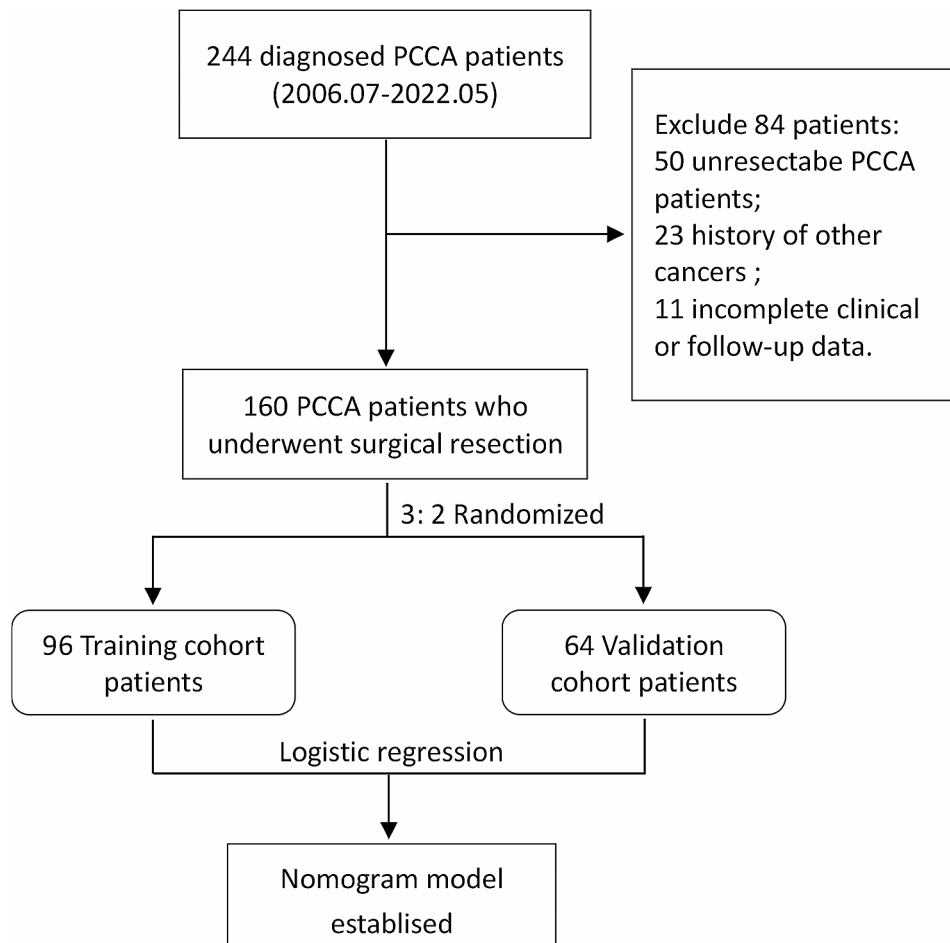 244 diagnosed PCCA patients
(2006.07-2022.05)
Exclude 84 patients:
50 unresectabe PCCA
patients;
23 history of other
cancers ;
11 incomplete clinical
or follow-up data.
160 PCCA patients who
underwent surgical resection
3: 2 Randomized
96 Training cohort
patients
64 Validation
cohort patients
Logistic regression
Nomogram model
establised